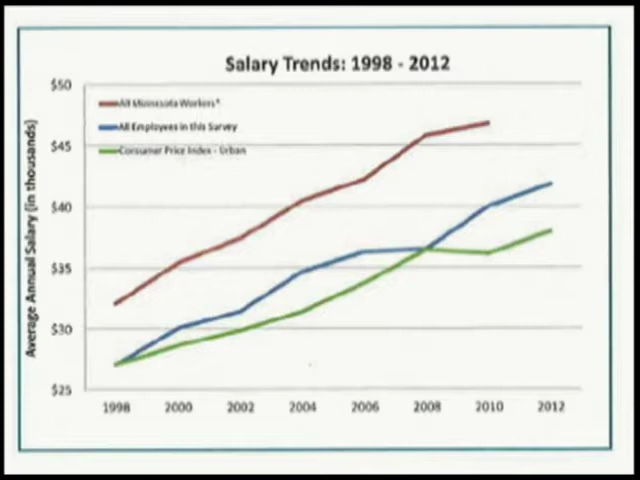 Salary Trends: 1998 - 2012
Average Annual Salary (in thousands)
$50
$45
$40
$35
$30
$25
All Minnesota Workers*
All Employees in this Survey
Consumer Price Index - Urban
1998 2000 2002 2004 2006 2008 2010 2012